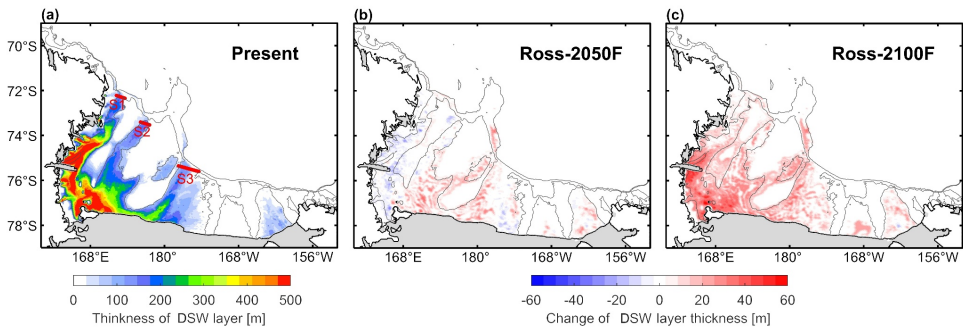 (a)
(b)
(c)
Present
Ross-2050F
Ross-2100F
70°S
72°S
74°S
76°S
78°S
S1
S2
S3
168°E 180° 168°W 156°W
168°E 180° 168°W 156°W
168°E 180° 168°W 156°W
0 100 200 300 400 500
Thinkness of DSW layer [m]
-60 -40 -20 0 20 40 60
Change of DSW layer thickness [m]